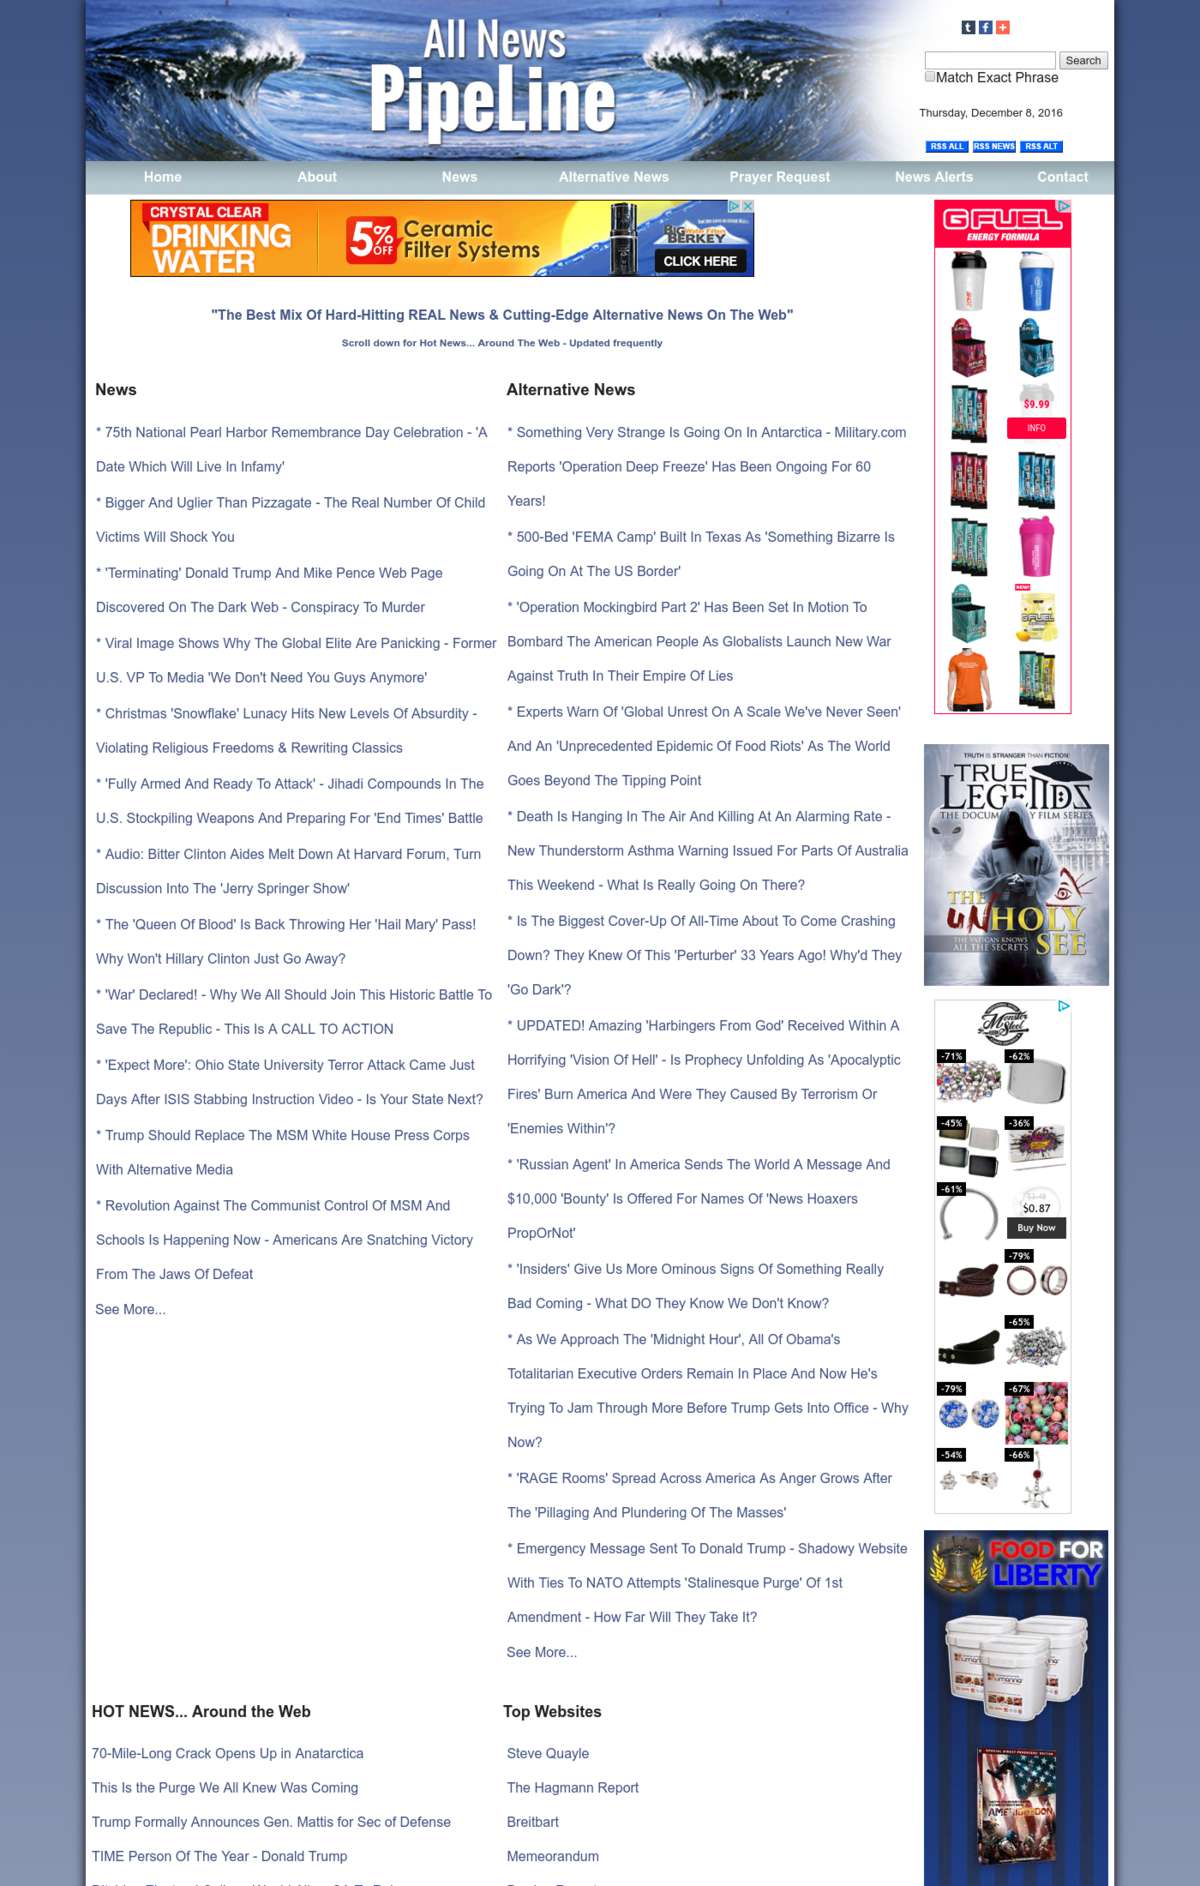 All News
PipeLine
Search
Match Exact Phrase
Thursday, December 8, 2016
RSS ALL RSS NEWS RSS ALT
Home About News Alternative News Prayer Request News Alerts Contact
CRYSTAL CLEAR
DRINKING
WATER
5% OFF
Ceramic
Filter Systems
BIG Water Filters
BERKEY
CLICK HERE
"The Best Mix Of Hard-Hitting REAL News & Cutting-Edge Alternative News On The Web"
Scroll down for Hot News... Around The Web - Updated frequently
News
* 75th National Pearl Harbor Remembrance Day Celebration - 'A
Date Which Will Live In Infamy'
* Bigger And Uglier Than Pizzagate - The Real Number Of Child
Victims Will Shock You
* 'Terminating' Donald Trump And Mike Pence Web Page
Discovered On The Dark Web - Conspiracy To Murder
* Viral Image Shows Why The Global Elite Are Panicking - Former
U.S. VP To Media 'We Don't Need You Guys Anymore'
* Christmas 'Snowflake' Lunacy Hits New Levels Of Absurdity -
Violating Religious Freedoms & Rewriting Classics
* 'Fully Armed And Ready To Attack' - Jihadi Compounds In The
U.S. Stockpiling Weapons And Preparing For 'End Times' Battle
* Audio: Bitter Clinton Aides Melt Down At Harvard Forum, Turn
Discussion Into The 'Jerry Springer Show'
* The 'Queen Of Blood' Is Back Throwing Her 'Hail Mary' Pass!
Why Won't Hillary Clinton Just Go Away?
* 'War' Declared! - Why We All Should Join This Historic Battle To
Save The Republic - This Is A CALL TO ACTION
* 'Expect More': Ohio State University Terror Attack Came Just
Days After ISIS Stabbing Instruction Video - Is Your State Next?
* Trump Should Replace The MSM White House Press Corps
With Alternative Media
* Revolution Against The Communist Control Of MSM And
Schools Is Happening Now - Americans Are Snatching Victory
From The Jaws Of Defeat
See More...
Alternative News
* Something Very Strange Is Going On In Antarctica - Military.com
Reports 'Operation Deep Freeze' Has Been Ongoing For 60
Years!
* 500-Bed 'FEMA Camp' Built In Texas As 'Something Bizarre Is
Going On At The US Border'
* 'Operation Mockingbird Part 2' Has Been Set In Motion To
Bombard The American People As Globalists Launch New War
Against Truth In Their Empire Of Lies
* Experts Warn Of 'Global Unrest On A Scale We've Never Seen'
And An 'Unprecedented Epidemic Of Food Riots' As The World
Goes Beyond The Tipping Point
* Death Is Hanging In The Air And Killing At An Alarming Rate -
New Thunderstorm Asthma Warning Issued For Parts Of Australia
This Weekend - What Is Really Going On There?
* Is The Biggest Cover-Up Of All-Time About To Come Crashing
Down? They Knew Of This 'Perturber' 33 Years Ago! Why'd They
'Go Dark'?
* UPDATED! Amazing 'Harbingers From God' Received Within A
Horrifying 'Vision Of Hell' - Is Prophecy Unfolding As 'Apocalyptic
Fires' Burn America And Were They Caused By Terrorism Or
'Enemies Within'?
* 'Russian Agent' In America Sends The World A Message And
$10,000 'Bounty' Is Offered For Names Of 'News Hoaxers
PropOrNot'
* 'Insiders' Give Us More Ominous Signs Of Something Really
Bad Coming - What DO They Know We Don't Know?
* As We Approach The 'Midnight Hour', All Of Obama's
Totalitarian Executive Orders Remain In Place And Now He's
Trying To Jam Through More Before Trump Gets Into Office - Why
Now?
* 'RAGE Rooms' Spread Across America As Anger Grows After
The 'Pillaging And Plundering Of The Masses'
* Emergency Message Sent To Donald Trump - Shadowy Website
With Ties To NATO Attempts 'Stalinesque Purge' Of 1st
Amendment - How Far Will They Take It?
See More...
HOT NEWS... Around the Web
70-Mile-Long Crack Opens Up in Anatarctica
This Is the Purge We All Knew Was Coming
Trump Formally Announces Gen. Mattis for Sec of Defense
TIME Person Of The Year - Donald Trump
Top Websites
Steve Quayle
The Hagmann Report
Breitbart
Memeorandum
G FUEL
ENERGY FORMULA
$9.99
INFO
NEW!
G FUEL
TRUTH IS STRANGER THAN FICTION
TRUE
LEGENDS
THE DOCUMENTARY FILM SERIES
THE
UNHOLY
SEE
THE VATICAN KNOWS
ALL THE SECRETS
Monster
Steel
-71% -62%
-45% -36%
-61%
$0.87
Buy Now
-79%
-65%
-79% -67%
-54% -66%
FOOD FOR
LIBERTY
numanna
AMERIGEDDON